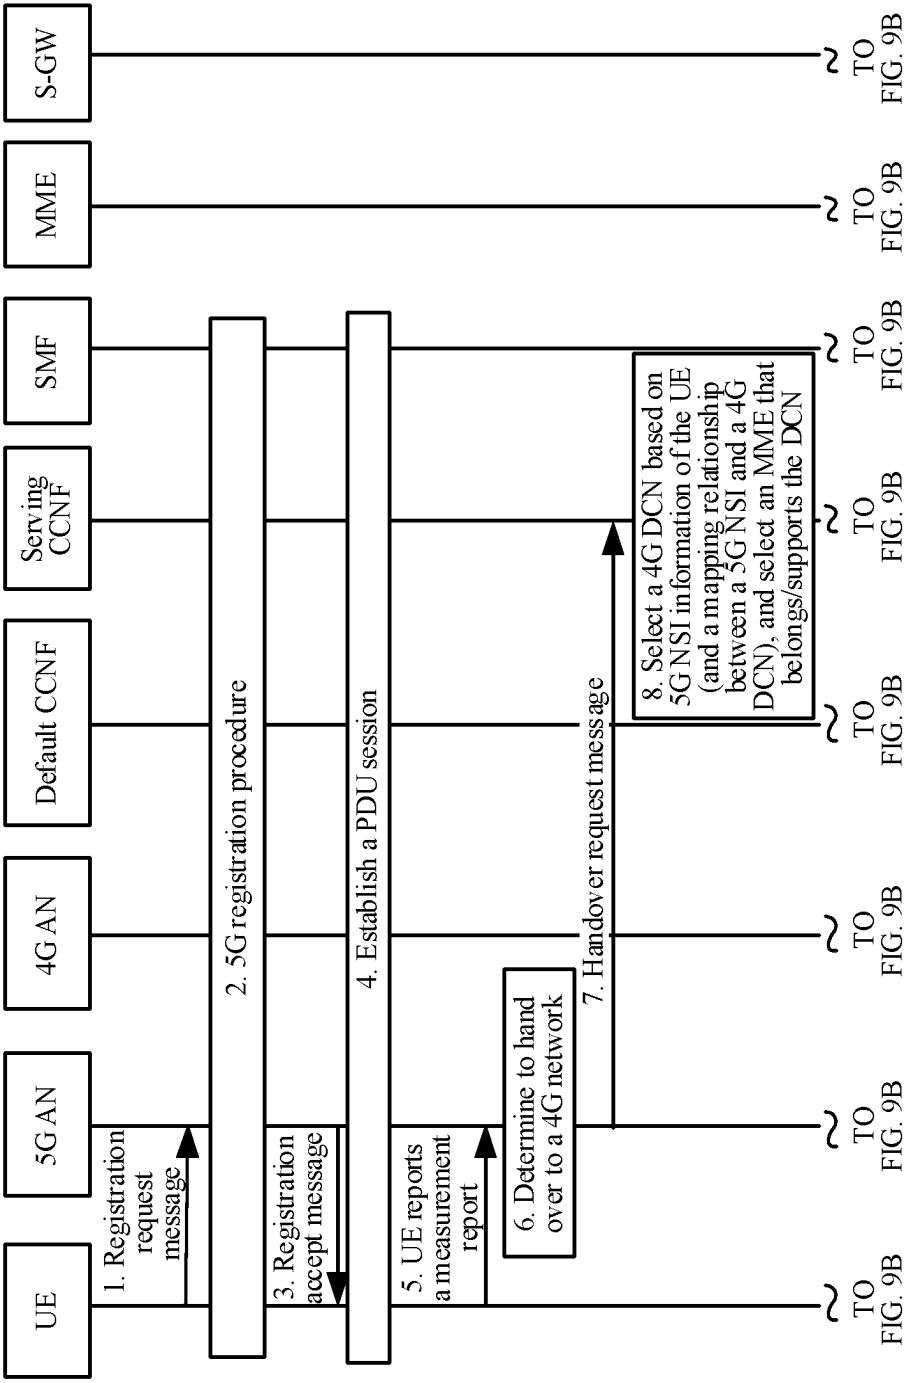 UE
5G AN
4G AN
Default CCNF
Serving
CCNF
SMF
MME
S-GW
1. Registration
request
message
2. 5G registration procedure
3. Registration
accept message
4. Establish a PDU session
5. UE reports
a measurement
report
6. Determine to hand
over to a 4G network
7. Handover request message
8. Select a 4G DCN based on
5G NSI information of the UE
(and a mapping relationship
between a 5G NSI and a 4G
DCN), and select an MME that
belongs/supports the DCN
TO
FIG. 9B
TO
FIG. 9B
TO
FIG. 9B
TO
FIG. 9B
TO
FIG. 9B
TO
FIG. 9B
TO
FIG. 9B
TO
FIG. 9B